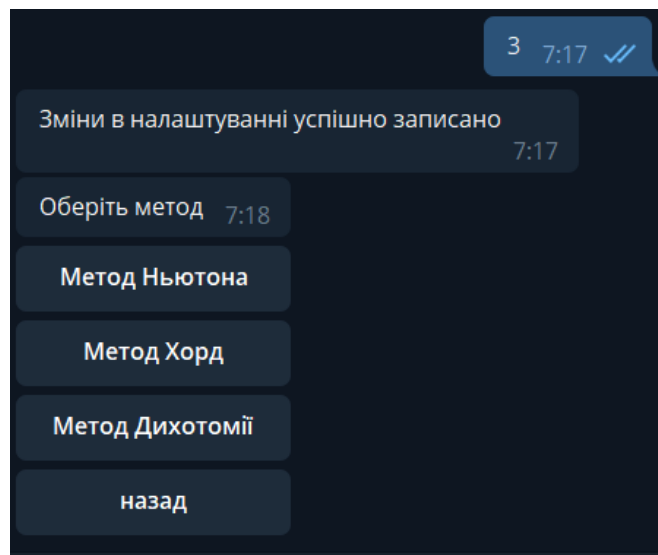 3 7:17
Зміни в налаштуванні успішно записано
7:17
Оберіть метод 7:18
Метод Ньютона
Метод Хорд
Метод Дихотомії
назад